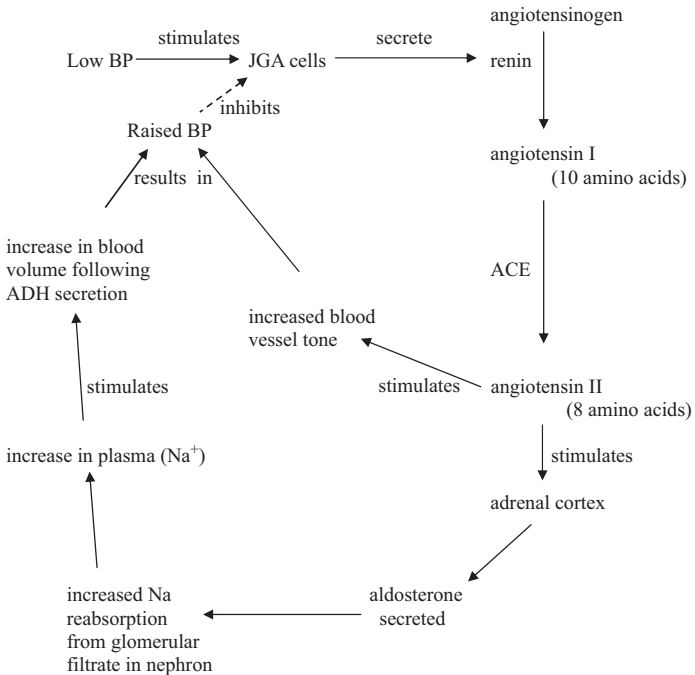 angiotensinogen
stimulates
secrete
Low BP
JGA cells
renin
inhibits
Raised BP
angiotensin I
(10 amino acids)
results in
increase in blood
volume following
ADH secretion
ACE
increased blood
vessel tone
stimulates
stimulates
angiotensin II
(8 amino acids)
increase in plasma (Na⁺)
stimulates
adrenal cortex
increased Na
reabsorption
from glomerular
filtrate in nephron
aldosterone
secreted